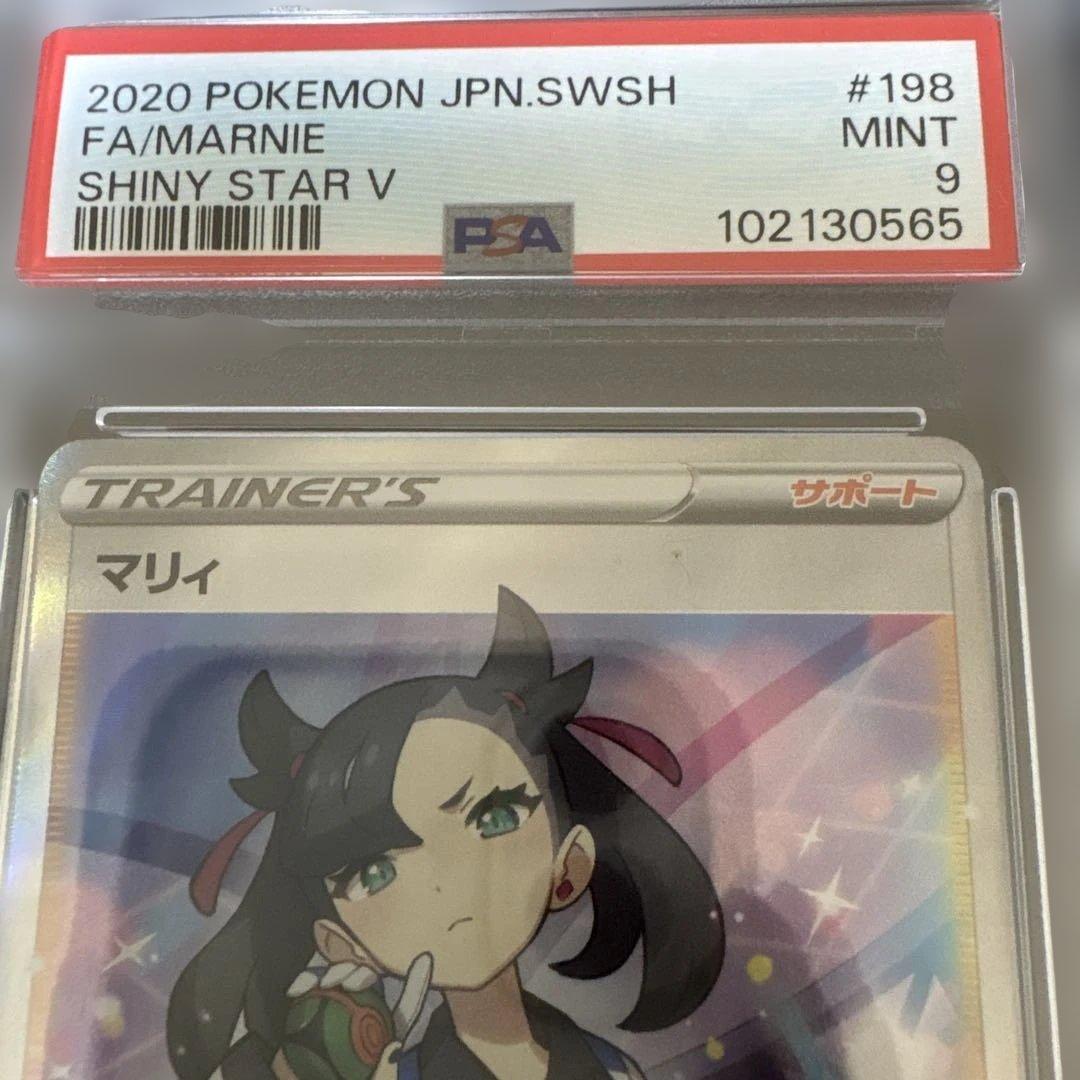 2020 POKEMON JPN.SWSH #198
FA/MARNIE MINT
SHINY STAR V 9
PSA 102130565
TRAINER'S サポート
マリィ